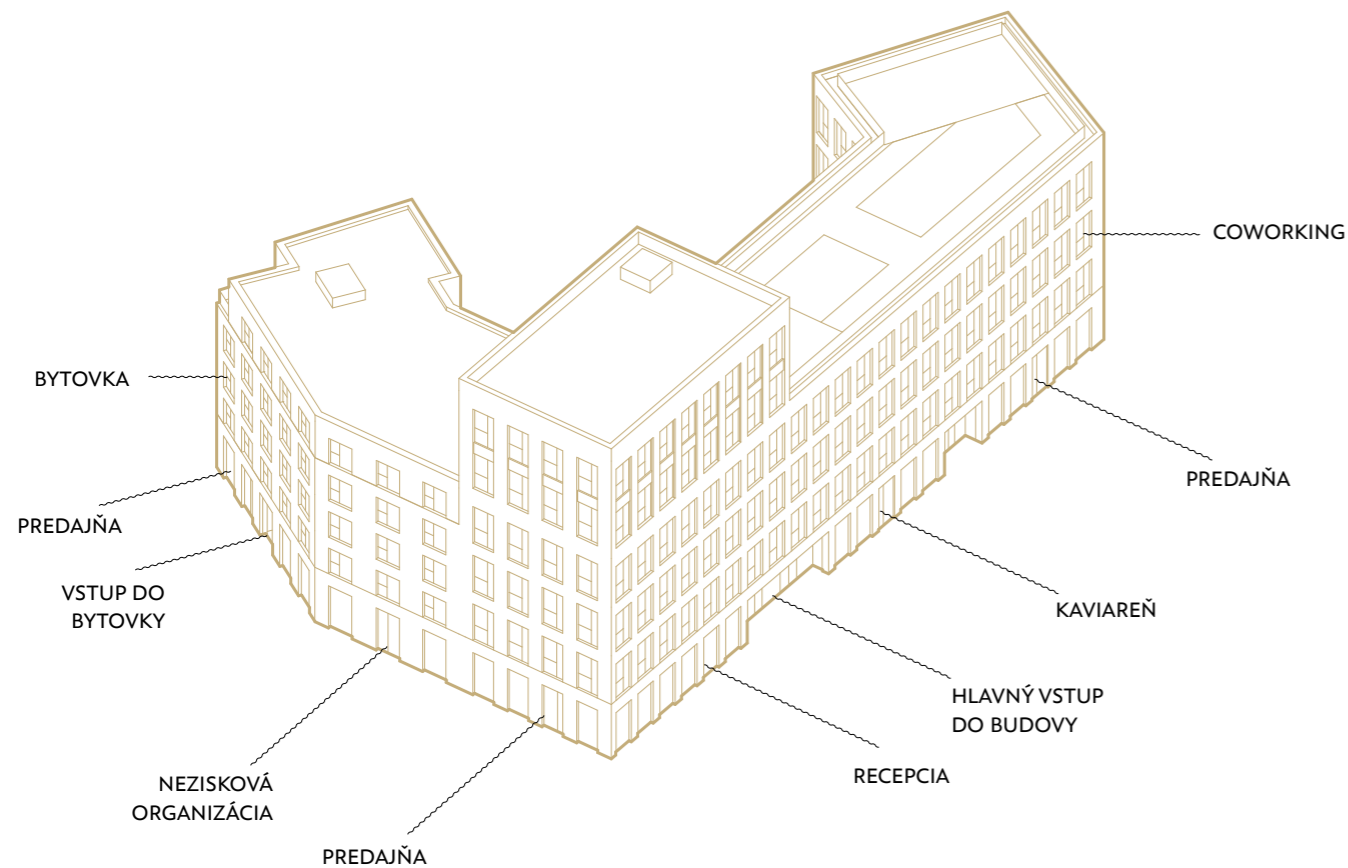 COWORKING
BYTOVKA
PREDAJŇA
PREDAJŇA
VSTUP DO
BYTOVKY
KAVIAREŇ
HLAVNÝ VSTUP
DO BUDOVY
RECEPCIA
NEZISKOVÁ
ORGANIZÁCIA
PREDAJŇA